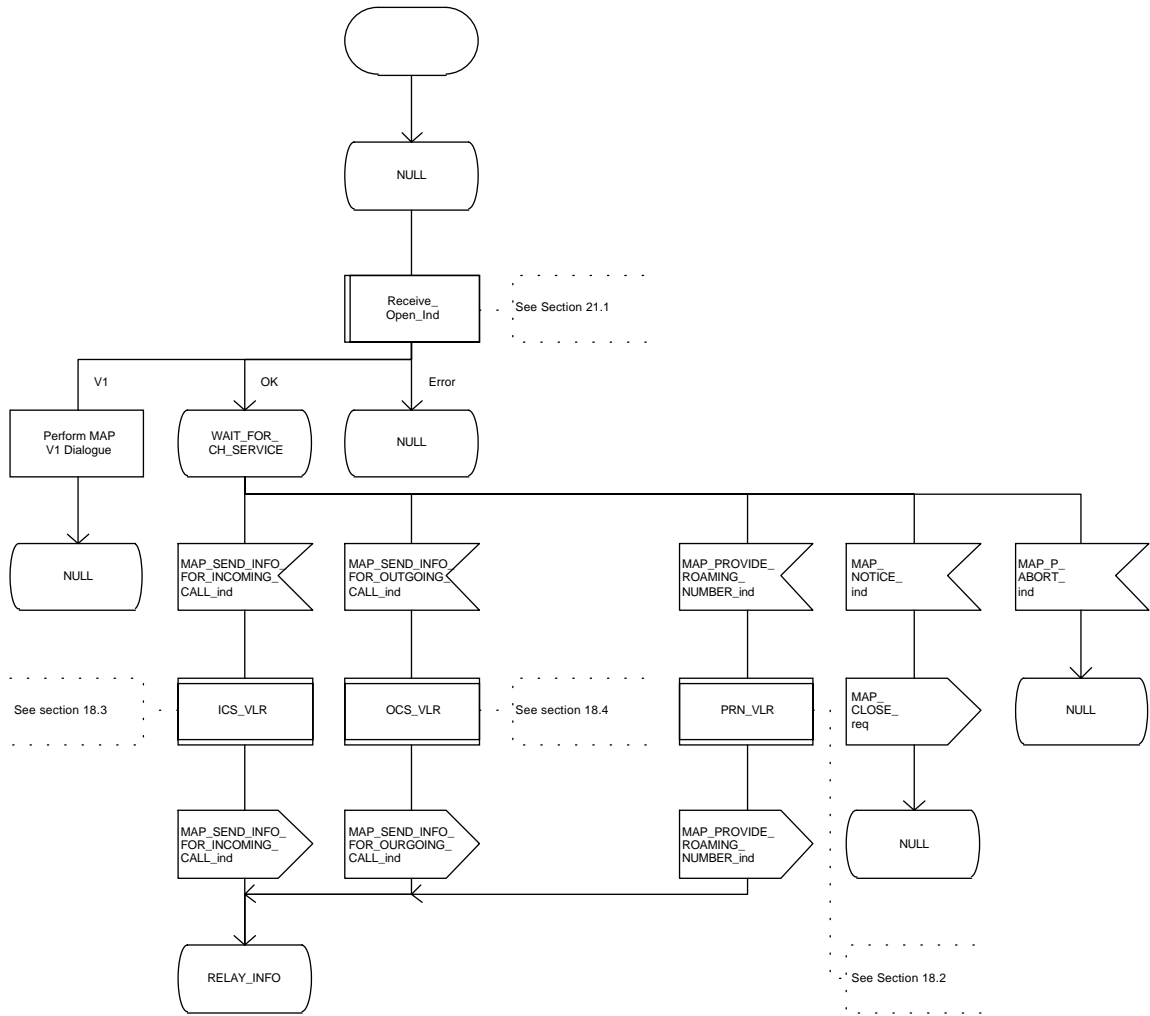 NULL
Receive_
Open_Ind
See Section 21.1
V1
OK
Error
Perform MAP
V1 Dialogue
WAIT_FOR_
CH_SERVICE
NULL
NULL
MAP_SEND_INFO_
FOR_INCOMING_
CALL_ind
MAP_SEND_INFO_
FOR_OUTGOING_
CALL_ind
MAP_PROVIDE_
ROAMING_
NUMBER_ind
MAP_
NOTICE_
ind
MAP_P_
ABORT_
ind
See section 18.3
ICS_VLR
OCS_VLR
See section 18.4
PRN_VLR
MAP_
CLOSE_
req
NULL
MAP_SEND_INFO_
FOR_INCOMING_
CALL_ind
MAP_SEND_INFO_
FOR_OURGOING_
CALL_ind
MAP_PROVIDE_
ROAMING_
NUMBER_ind
NULL
RELAY_INFO
See Section 18.2